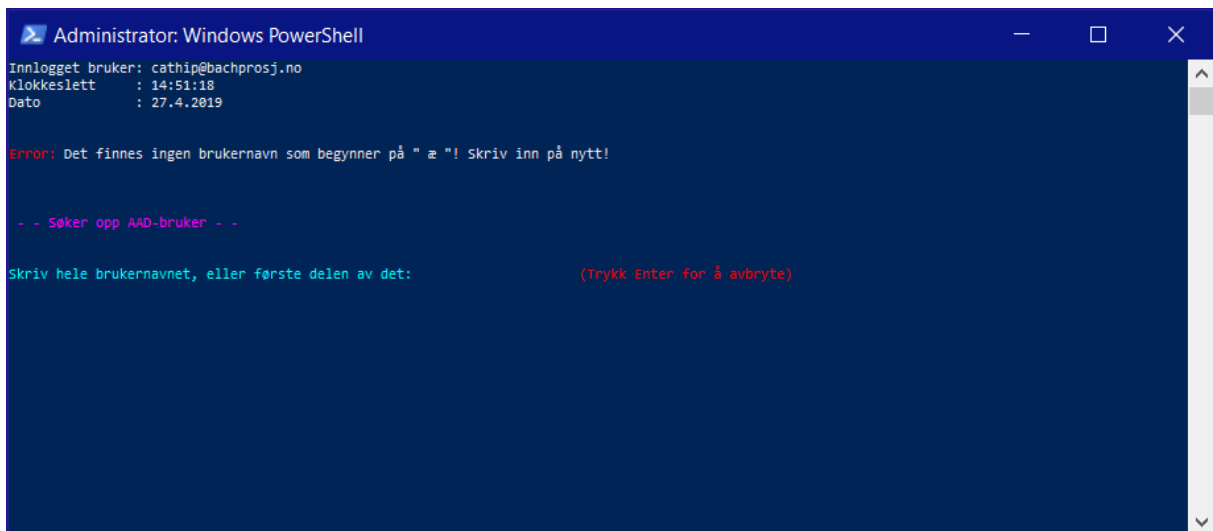 Administrator: Windows PowerShell
Innlogget bruker: cathip@bachprosj.no
Klokkeslett     : 14:51:18
Dato            : 27.4.2019
Error: Det finnes ingen brukernavn som begynner på " æ "! Skriv inn på nytt!
- - Søker opp AAD-bruker - -
Skriv hele brukernavnet, eller første delen av det: (Trykk Enter for å avbryte)